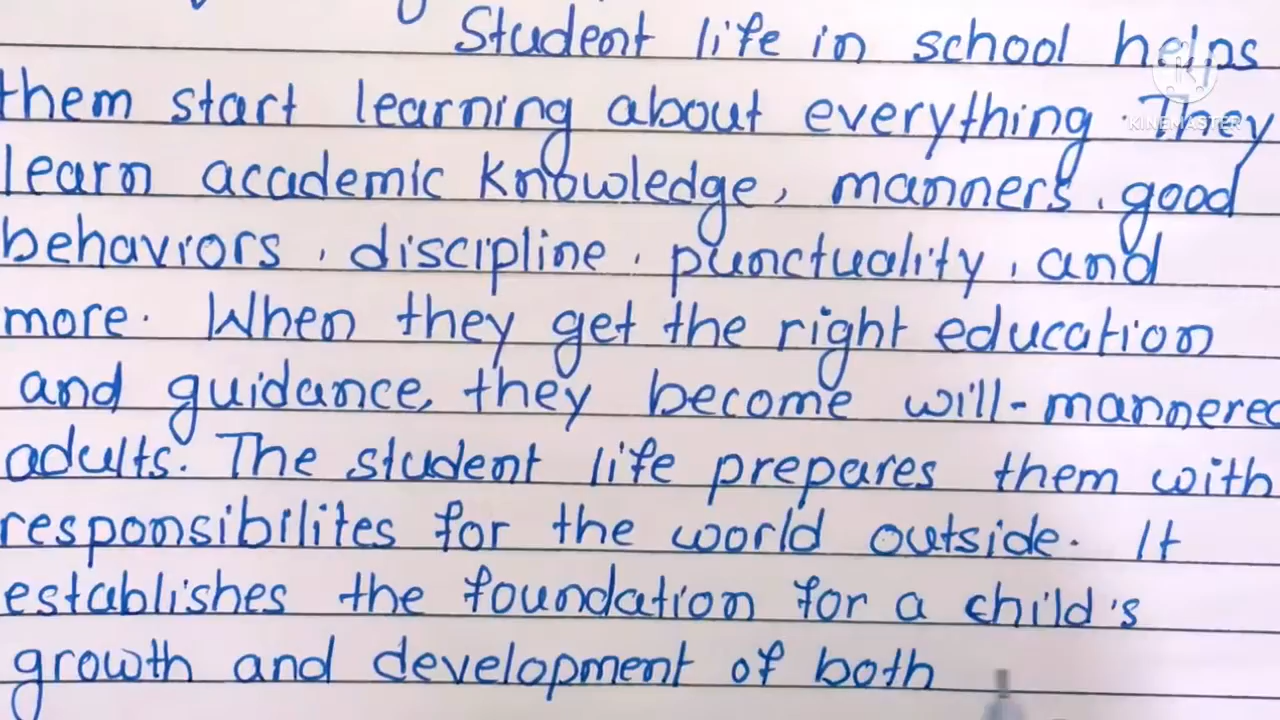 Student life in school helps
them start learning about everything. They
learn academic knowledge, manners, good
behaviors, discipline, punctuality, and
more. When they get the right education
and guidance, they become will-mannered
adults. The student life prepares them with
responsibilites for the world outside. It
establishes the foundation for a child's
growth and development of both
KINEMASTER